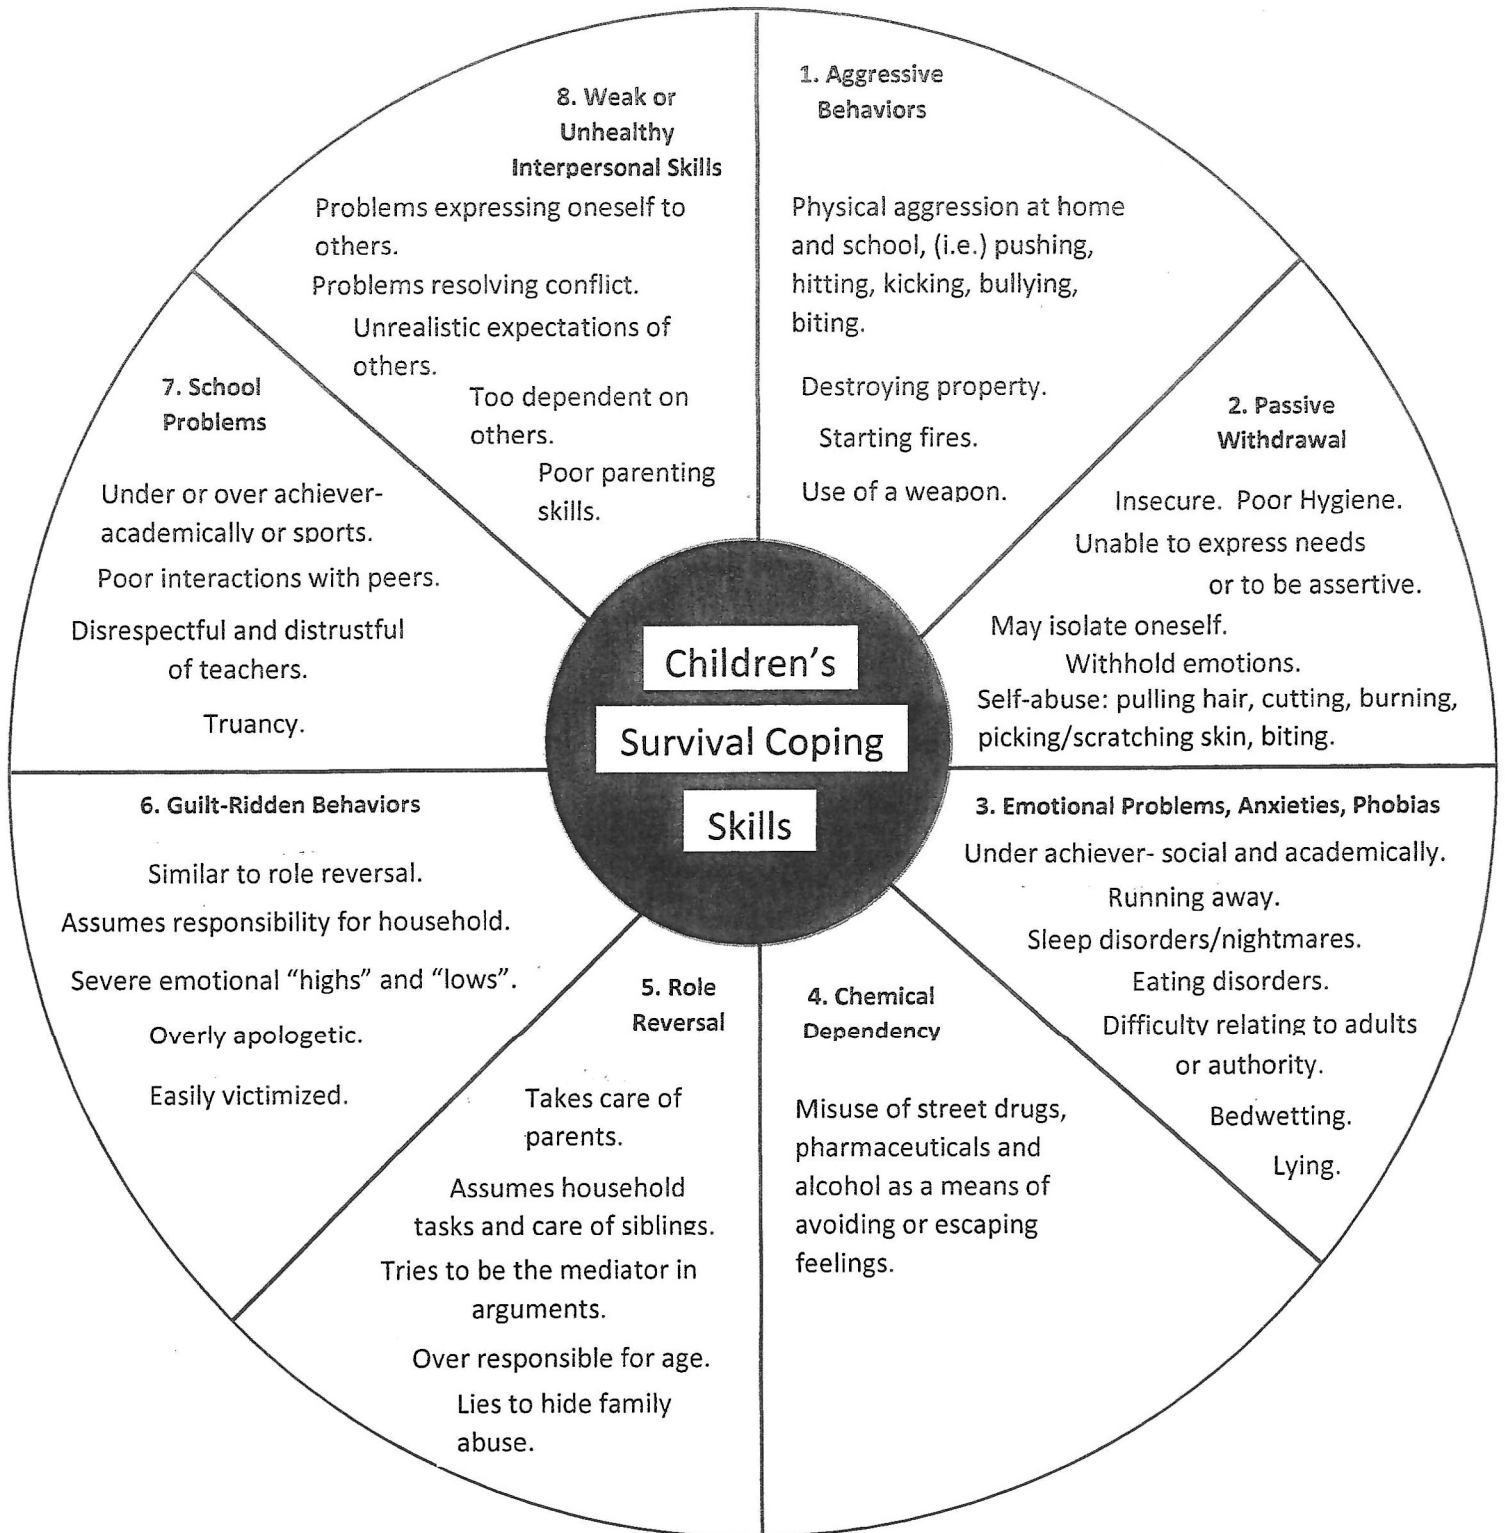 1. Aggressive
Behaviors
Physical aggression at home
and school, (i.e.) pushing,
hitting, kicking, bullying,
biting.
Destroying property.
Starting fires.
Use of a weapon.
2. Passive
Withdrawal
Insecure. Poor Hygiene.
Unable to express needs
or to be assertive.
May isolate oneself.
Withhold emotions.
Self-abuse: pulling hair, cutting, burning,
picking/scratching skin, biting.
3. Emotional Problems, Anxieties, Phobias
Under achiever- social and academically.
Running away.
Sleep disorders/nightmares.
Eating disorders.
Difficulty relating to adults
or authority.
Bedwetting.
Lying.
4. Chemical
Dependency
Misuse of street drugs,
pharmaceuticals and
alcohol as a means of
avoiding or escaping
feelings.
5. Role
Reversal
Takes care of
parents.
Assumes household
tasks and care of siblings.
Tries to be the mediator in
arguments.
Over responsible for age.
Lies to hide family
abuse.
6. Guilt-Ridden Behaviors
Similar to role reversal.
Assumes responsibility for household.
Severe emotional “highs” and “lows”.
Overly apologetic.
Easily victimized.
7. School
Problems
Under or over achiever-
academically or sports.
Poor interactions with peers.
Disrespectful and distrustful
of teachers.
Truancy.
8. Weak or
Unhealthy
Interpersonal Skills
Problems expressing oneself to
others.
Problems resolving conflict.
Unrealistic expectations of
others.
Too dependent on
others.
Poor parenting
skills.
Children’s
Survival Coping
Skills